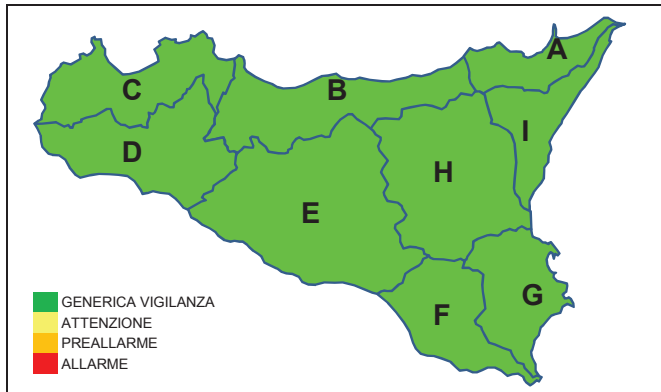 A
C
B
I
D
H
E
G
F
GENERICA VIGILANZA
ATTENZIONE
PREALLARME
ALLARME